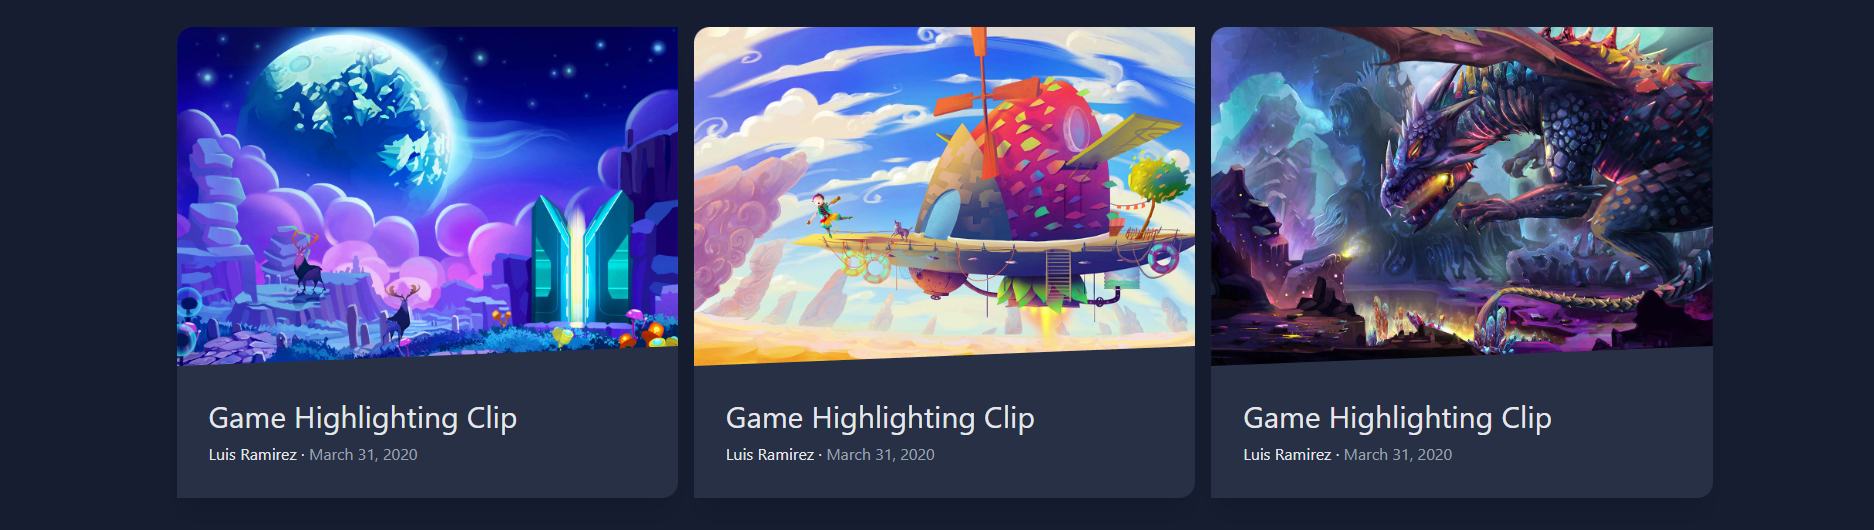 Game Highlighting Clip
Luis Ramirez · March 31, 2020
Game Highlighting Clip
Luis Ramirez · March 31, 2020
Game Highlighting Clip
Luis Ramirez · March 31, 2020